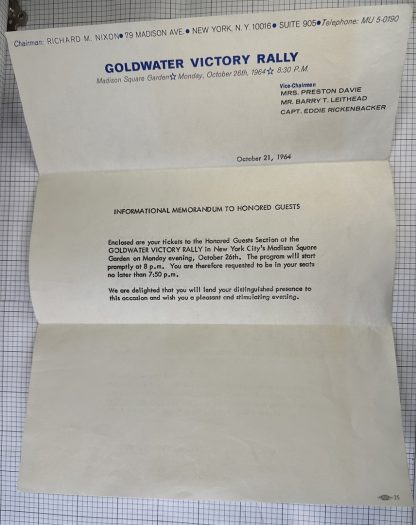 Chairman: RICHARD M. NIXON●79 MADISON AVE.● NEW YORK, N. Y. 10016● SUITE 905●Telephone: MU 5-0190
GOLDWATER VICTORY RALLY
Madison Square Garden☆Monday, October 26th, 1964☆ 8:30 P.M.
Vice-Chairmen
MRS. PRESTON DAVIE
MR. BARRY T. LEITHEAD
CAPT. EDDIE RICKENBACKER
October 21, 1964
INFORMATIONAL MEMORANDUM TO HONORED GUESTS
Enclosed are your tickets to the Honored Guests Section at the
GOLDWATER VICTORY RALLY in New York City's Madison Square
Garden on Monday evening, October 26th. The program will start
promptly at 8 p.m. You are therefore requested to be in your seats
no later than 7:50 p.m.
We are delighted that you will lend your distinguished presence to
this occasion and wish you a pleasant and stimulating evening.